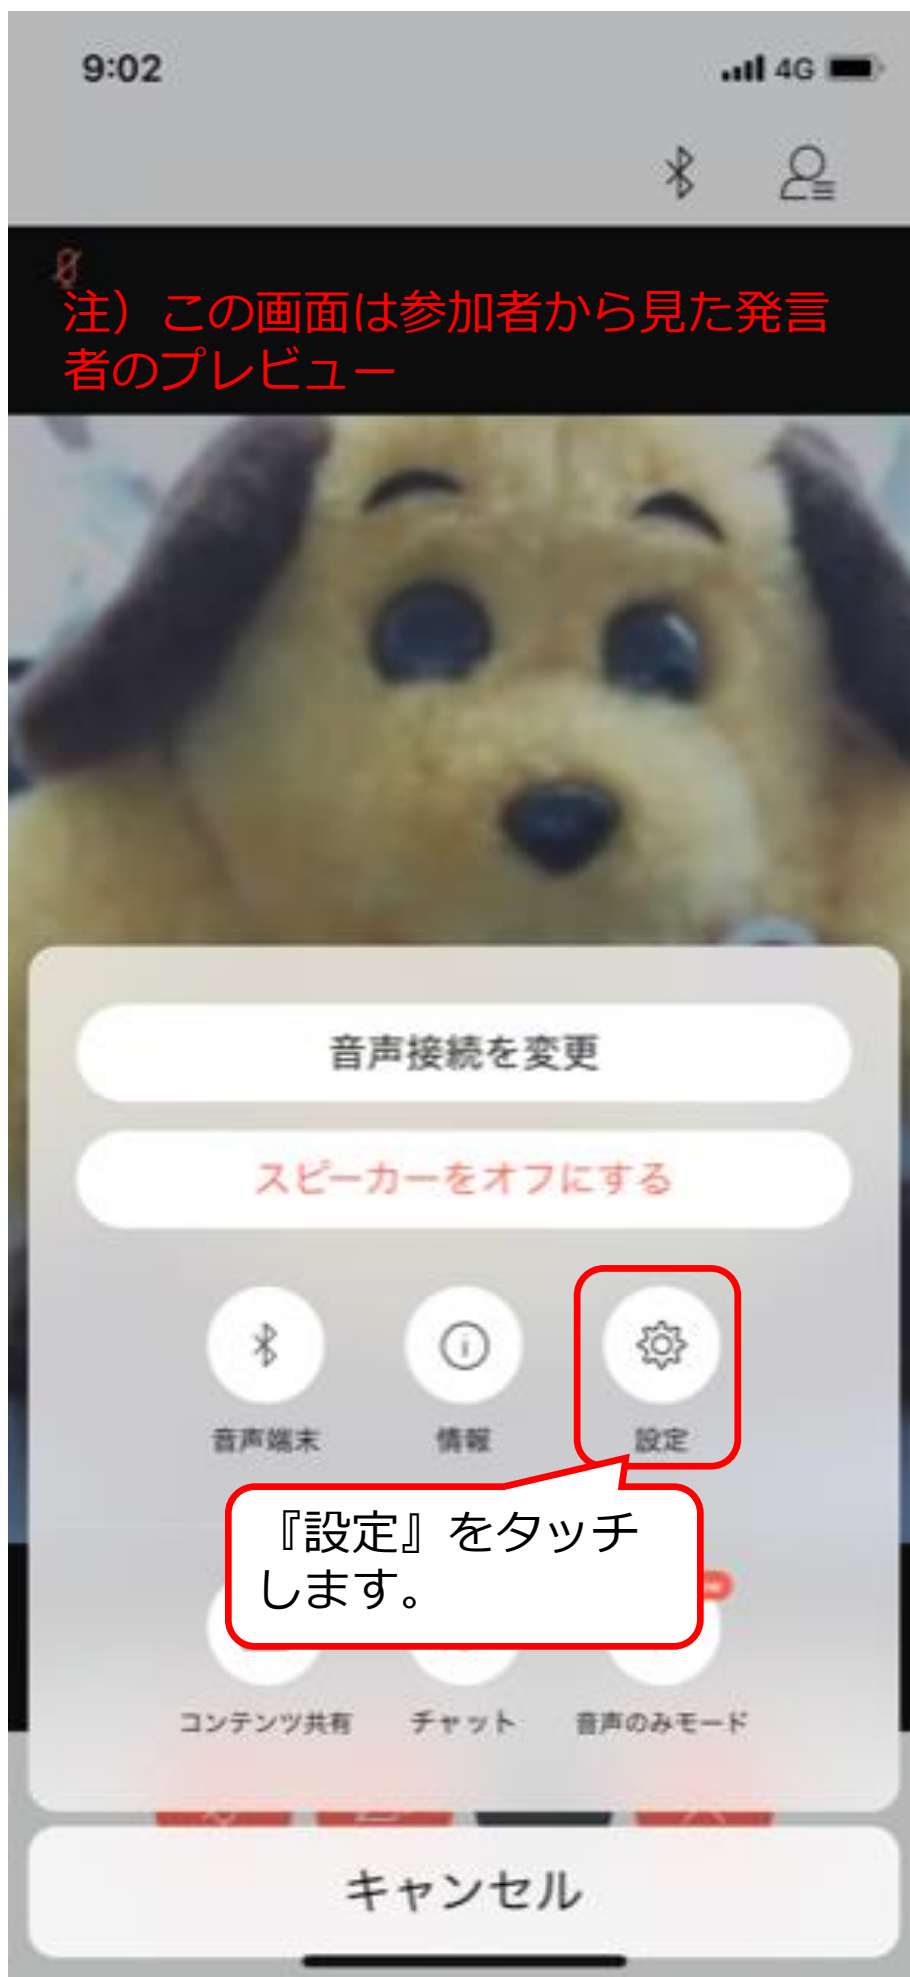 9:02
4G
注）この画面は参加者から見た発言
者のプレビュー
音声接続を変更
スピーカーをオフにする
音声端末
情報
設定
『設定』をタッチ
します。
コンテンツ共有
チャット
音声のみモード
キャンセル